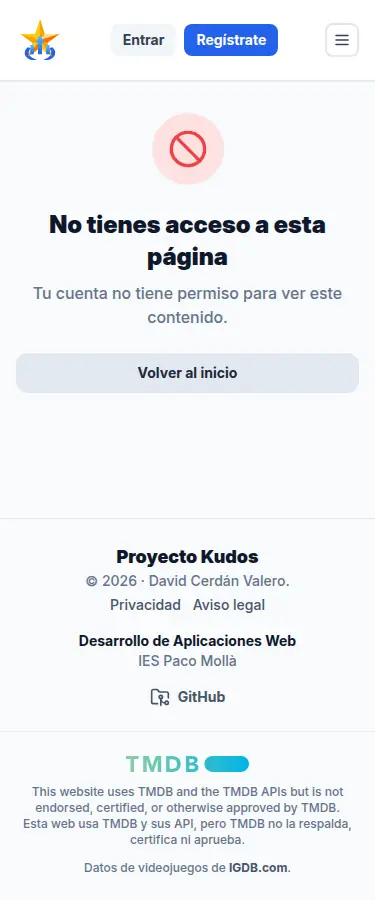 Entrar
Regístrate
No tienes acceso a esta
página
Tu cuenta no tiene permiso para ver este
contenido.
Volver al inicio
Proyecto Kudos
© 2026 · David Cerdán Valero.
Privacidad Aviso legal
Desarrollo de Aplicaciones Web
IES Paco Mollà
GitHub
TMDB
This website uses TMDB and the TMDB APIs but is not
endorsed, certified, or otherwise approved by TMDB.
Esta web usa TMDB y sus API, pero TMDB no la respalda,
certifica ni aprueba.
Datos de videojuegos de IGDB.com.